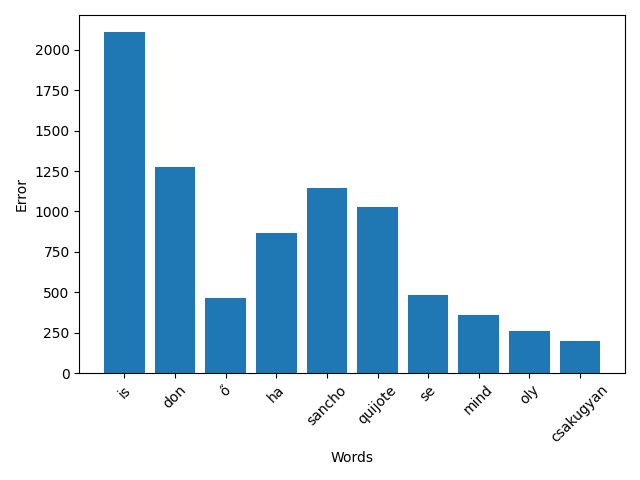 Error
2000
1750
1500
1250
1000
750
500
250
0
is
don
ő
ha
sancho
quijote
se
mind
oly
csakugyan
Words